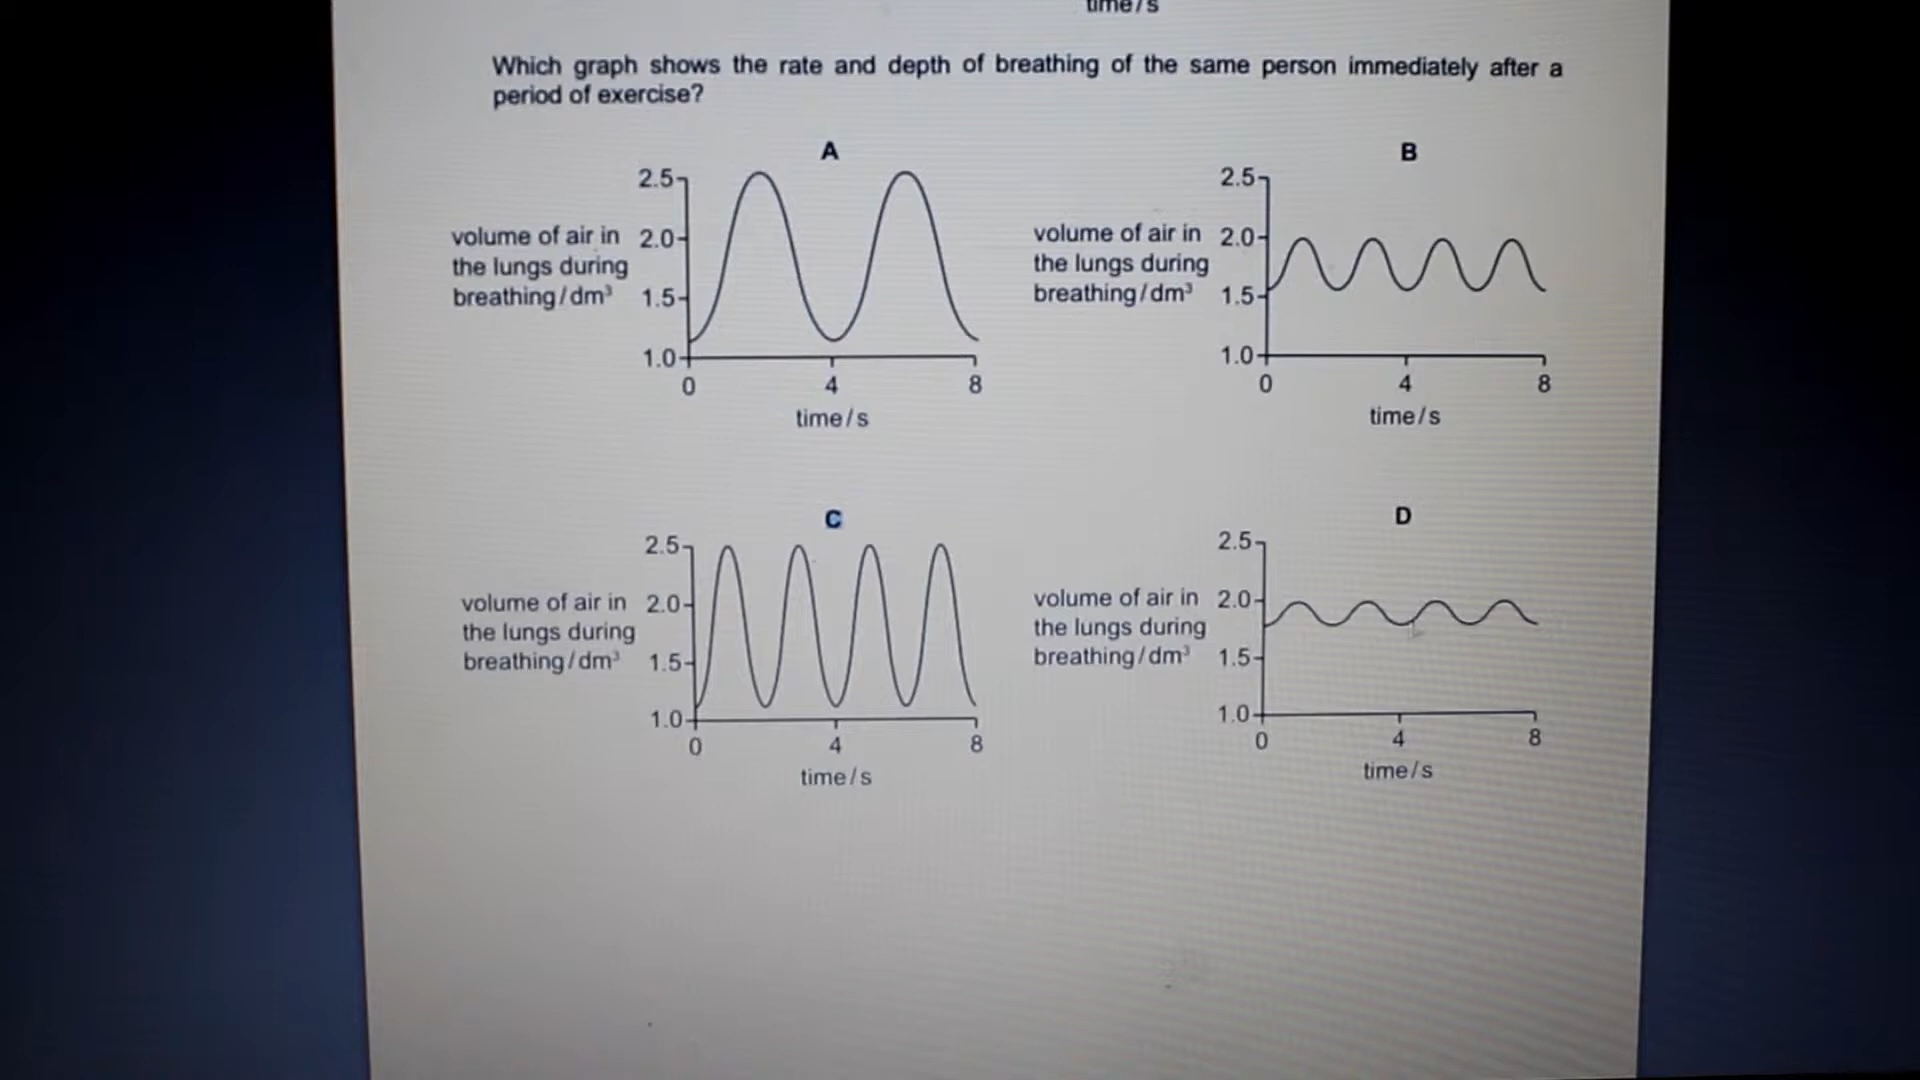 time/s
Which graph shows the rate and depth of breathing of the same person immediately after a
period of exercise?
A
2.5
volume of air in 2.0
the lungs during
breathing/dm³ 1.5
1.0
0 4 8
time/s
B
2.5
volume of air in 2.0
the lungs during
breathing/dm³ 1.5
1.0
0 4 8
time/s
C
2.5
volume of air in 2.0
the lungs during
breathing/dm³ 1.5
1.0
0 4 8
time/s
D
2.5
volume of air in 2.0
the lungs during
breathing/dm³ 1.5
1.0
0 4 8
time/s